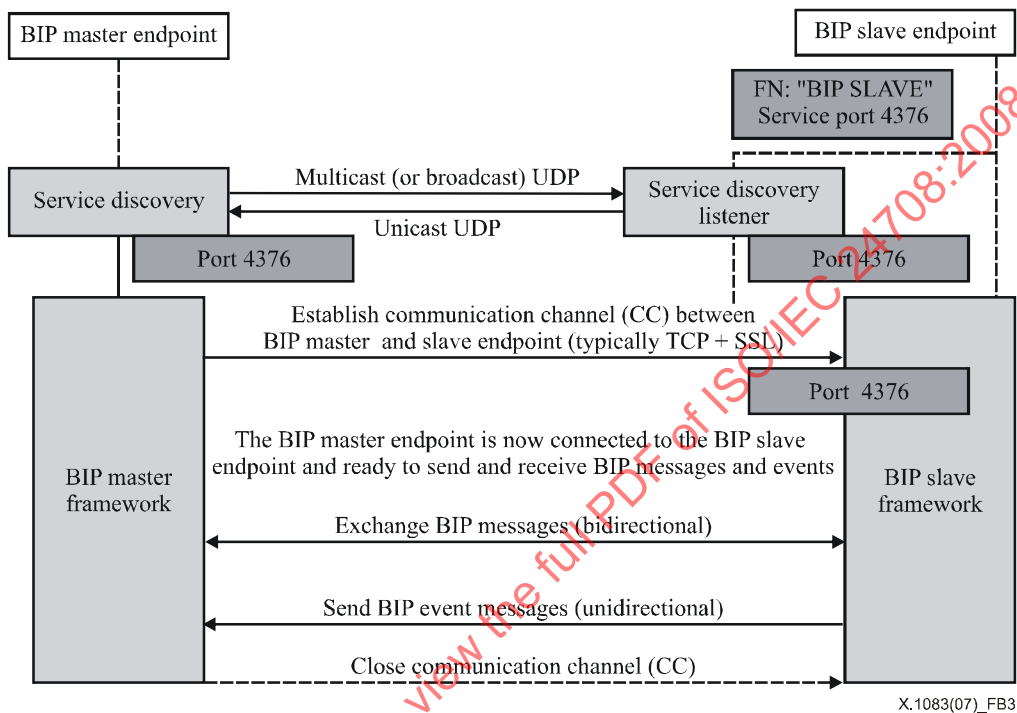 BIP master endpoint
BIP slave endpoint
FN: "BIP SLAVE"
Service port 4376
Service discovery
Multicast (or broadcast) UDP
Unicast UDP
Service discovery
listener
Port 4376
Port 4376
Establish communication channel (CC) between
BIP master and slave endpoint (typically TCP + SSL)
Port 4376
The BIP master endpoint is now connected to the BIP slave
endpoint and ready to send and receive BIP messages and events
BIP master
framework
BIP slave
framework
Exchange BIP messages (bidirectional)
Send BIP event messages (unidirectional)
Close communication channel (CC)
X.1083(07)_FB3
view the full PDF of ISO/IEC 24708:2008